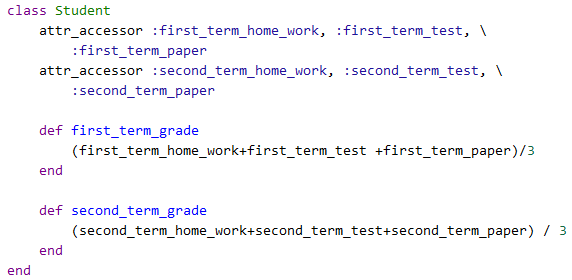 class Student
    attr_accessor :first_term_home_work, :first_term_test, \
        :first_term_paper
    attr_accessor :second_term_home_work, :second_term_test, \
        :second_term_paper

    def first_term_grade
        (first_term_home_work+first_term_test +first_term_paper)/3
    end

    def second_term_grade
        (second_term_home_work+second_term_test+second_term_paper) / 3
    end
end